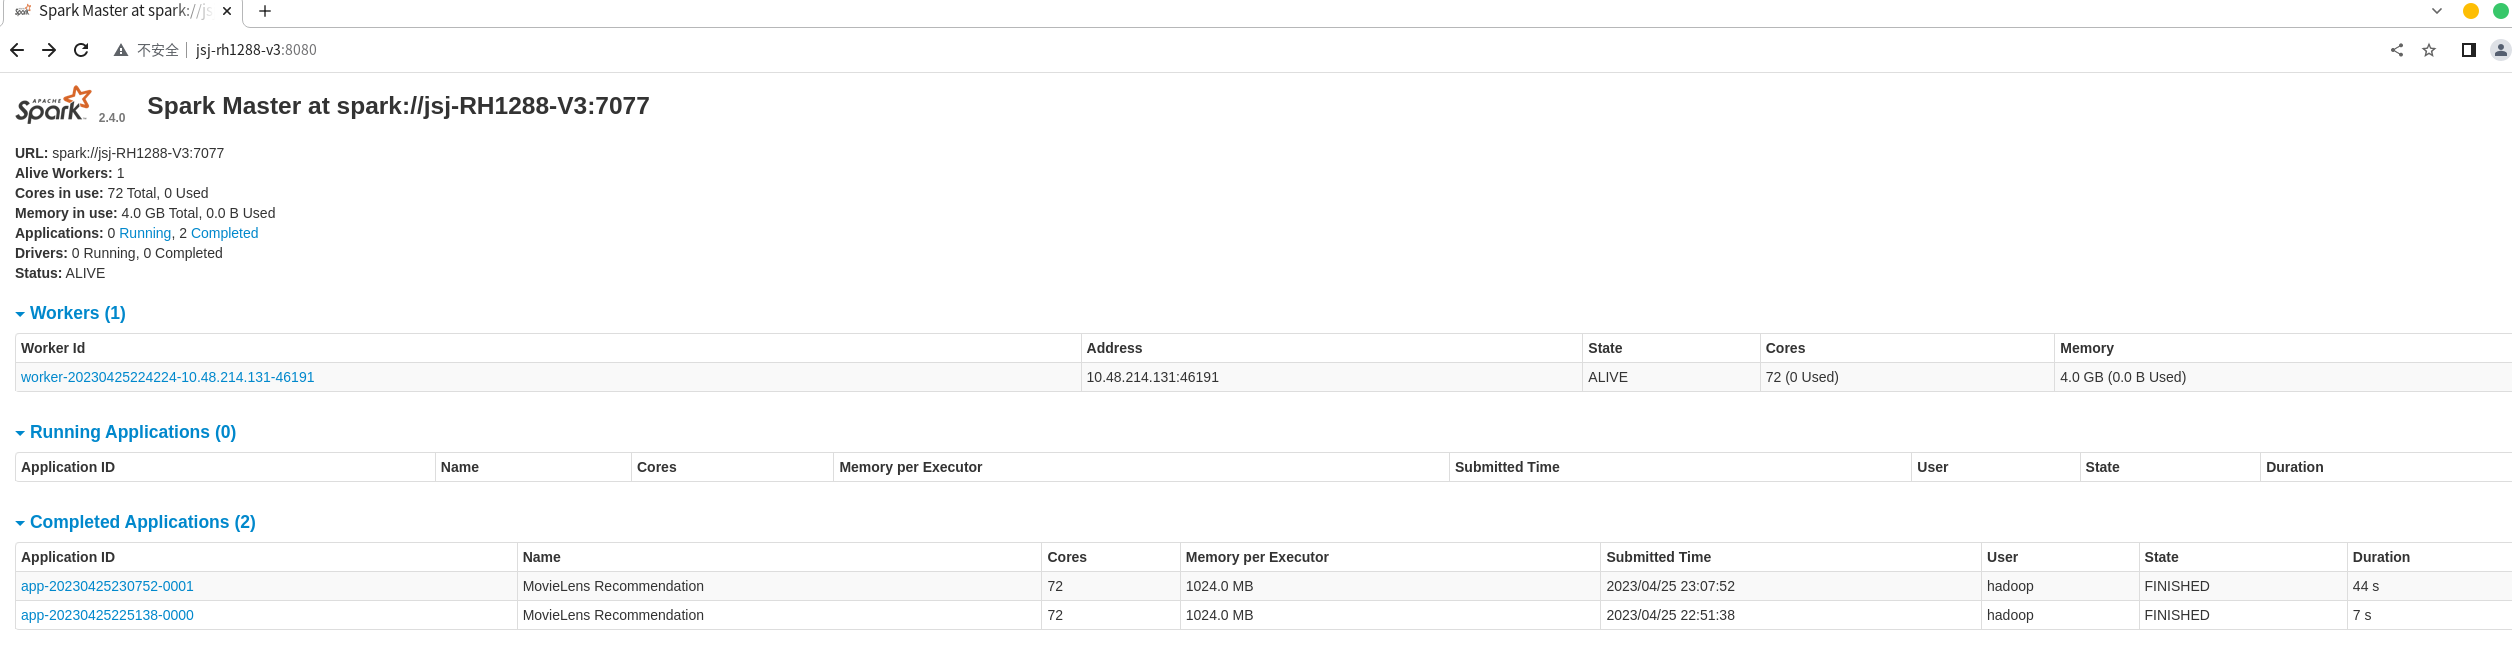 Spark Master at spark://js
不安全 jsj-rh1288-v3:8080
APACHE Spark 2.4.0 Spark Master at spark://jsj-RH1288-V3:7077
URL: spark://jsj-RH1288-V3:7077
Alive Workers: 1
Cores in use: 72 Total, 0 Used
Memory in use: 4.0 GB Total, 0.0 B Used
Applications: 0 Running, 2 Completed
Drivers: 0 Running, 0 Completed
Status: ALIVE
Workers (1)
Worker Id Address State Cores Memory
worker-20230425224224-10.48.214.131-46191 10.48.214.131:46191 ALIVE 72 (0 Used) 4.0 GB (0.0 B Used)
Running Applications (0)
Application ID Name Cores Memory per Executor Submitted Time User State Duration
Completed Applications (2)
Application ID Name Cores Memory per Executor Submitted Time User State Duration
app-20230425230752-0001 MovieLens Recommendation 72 1024.0 MB 2023/04/25 23:07:52 hadoop FINISHED 44 s
app-20230425225138-0000 MovieLens Recommendation 72 1024.0 MB 2023/04/25 22:51:38 hadoop FINISHED 7 s